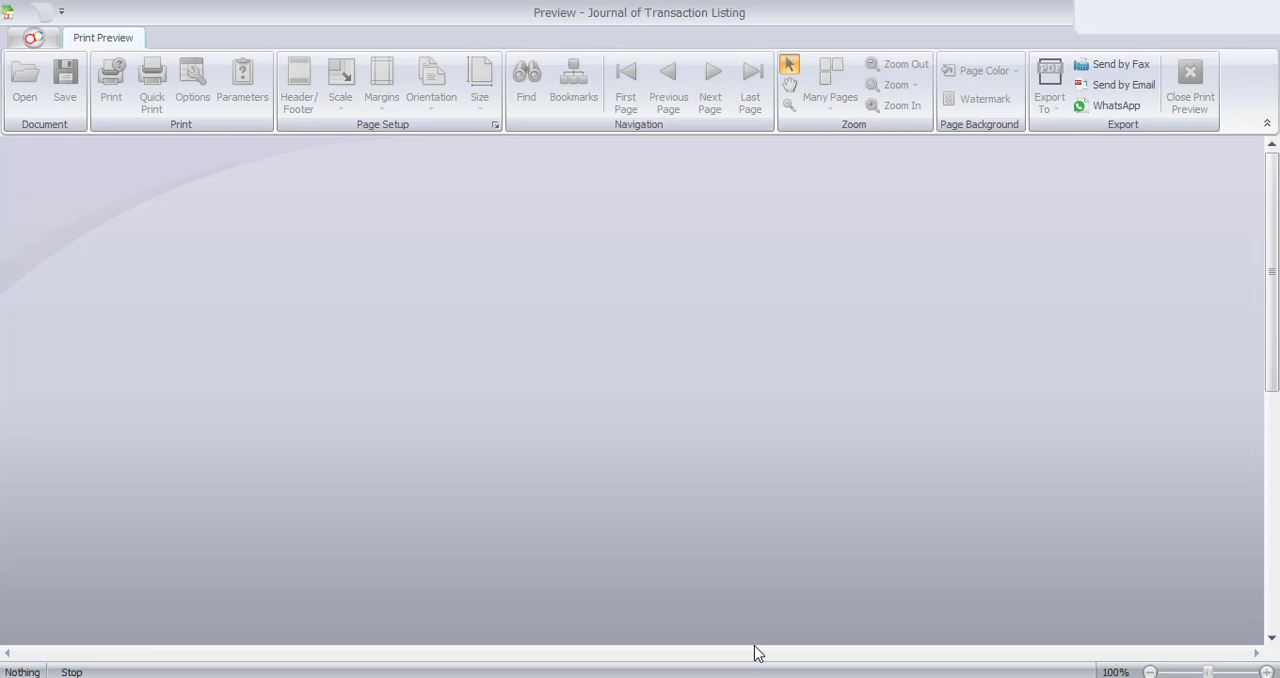 Preview - Journal of Transaction Listing
Print Preview
Open
Save
Document
Print
Quick Print
Options
Parameters
Print
Header/ Footer
Scale
Margins
Orientation
Size
Page Setup
Find
Bookmarks
First Page
Previous Page
Next Page
Last Page
Navigation
Many Pages
Zoom Out
Zoom
Zoom In
Zoom
Page Color
Watermark
Page Background
PDF
Export To
Send by Fax
Send by Email
WhatsApp
Close Print Preview
Export
Nothing
Stop
100%